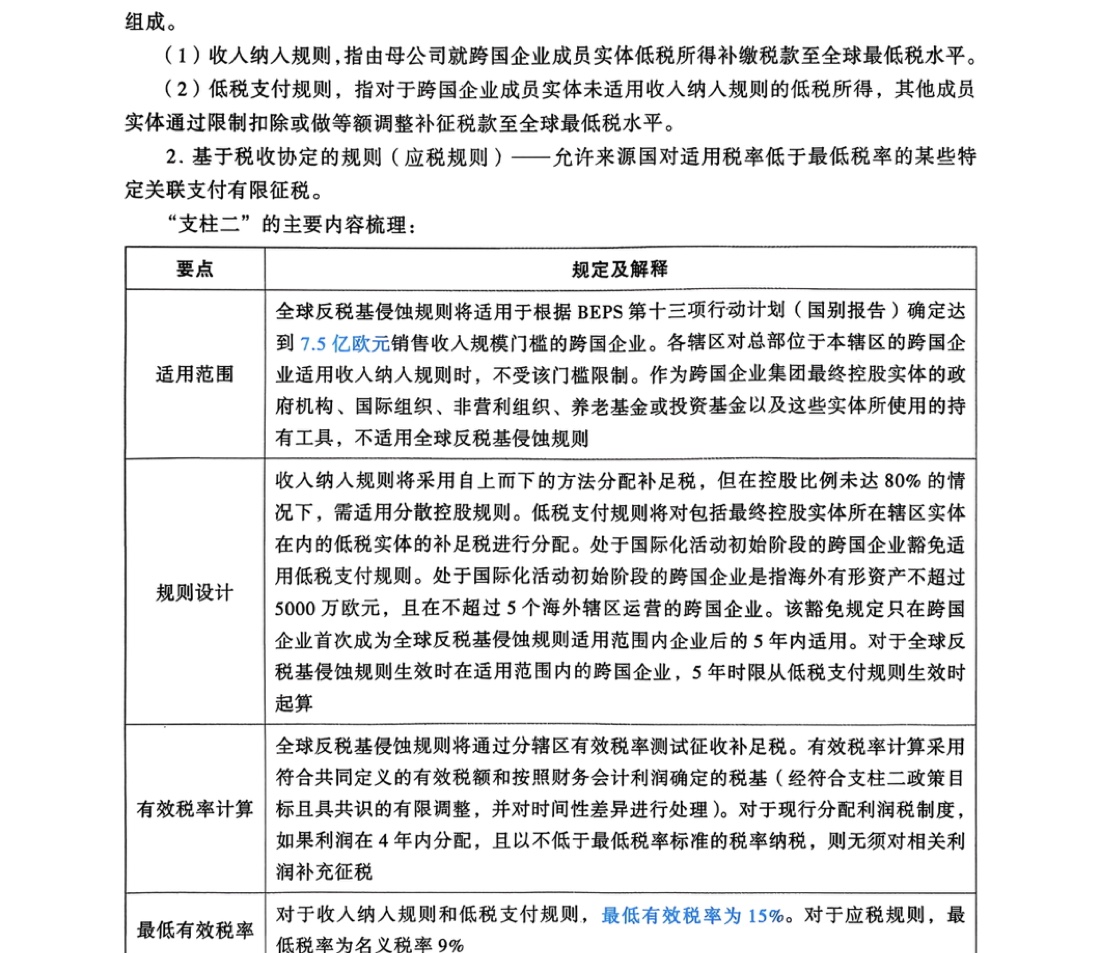 组成。
（1）收入纳入规则，指由母公司就跨国企业成员实体低税所得补缴税款至全球最低税水平。
（2）低税支付规则，指对于跨国企业成员实体未适用收入纳入规则的低税所得，其他成员
实体通过限制扣除或做等额调整补征税款至全球最低税水平。
2. 基于税收协定的规则（应税规则）——允许来源国对适用税率低于最低税率的某些特
定关联支付有限征税。
“支柱二”的主要内容梳理：
要点
规定及解释
适用范围
全球反税基侵蚀规则将适用于根据 BEPS 第十三项行动计划（国别报告）确定达
到 7.5 亿欧元销售收入规模门槛的跨国企业。各辖区对总部位于本辖区的跨国企
业适用收入纳入规则时，不受该门槛限制。作为跨国企业集团最终控股实体的政
府机构、国际组织、非营利组织、养老基金或投资基金以及这些实体所使用的持
有工具，不适用全球反税基侵蚀规则
规则设计
收入纳入规则将采用自上而下的方法分配补足税，但在控股比例未达 80% 的情
况下，需适用分散控股规则。低税支付规则将对包括最终控股实体所在辖区实体
在内的低税实体的补足税进行分配。处于国际化活动初始阶段的跨国企业豁免适
用低税支付规则。处于国际化活动初始阶段的跨国企业是指海外有形资产不超过
5000 万欧元，且在不超过 5 个海外辖区运营的跨国企业。该豁免规定只在跨国
企业首次成为全球反税基侵蚀规则适用范围内企业后的 5 年内适用。对于全球反
税基侵蚀规则生效时在适用范围内的跨国企业，5 年时限从低税支付规则生效时
起算
有效税率计算
全球反税基侵蚀规则将通过分辖区有效税率测试征收补足税。有效税率计算采用
符合共同定义的有效税额和按照财务会计利润确定的税基（经符合支柱二政策目
标且具共识的有限调整，并对时间性差异进行处理）。对于现行分配利润税制度，
如果利润在 4 年内分配，且以不低于最低税率标准的税率纳税，则无须对相关利
润补充征税
最低有效税率
对于收入纳入规则和低税支付规则，最低有效税率为 15%。对于应税规则，最
低税率为名义税率 9%